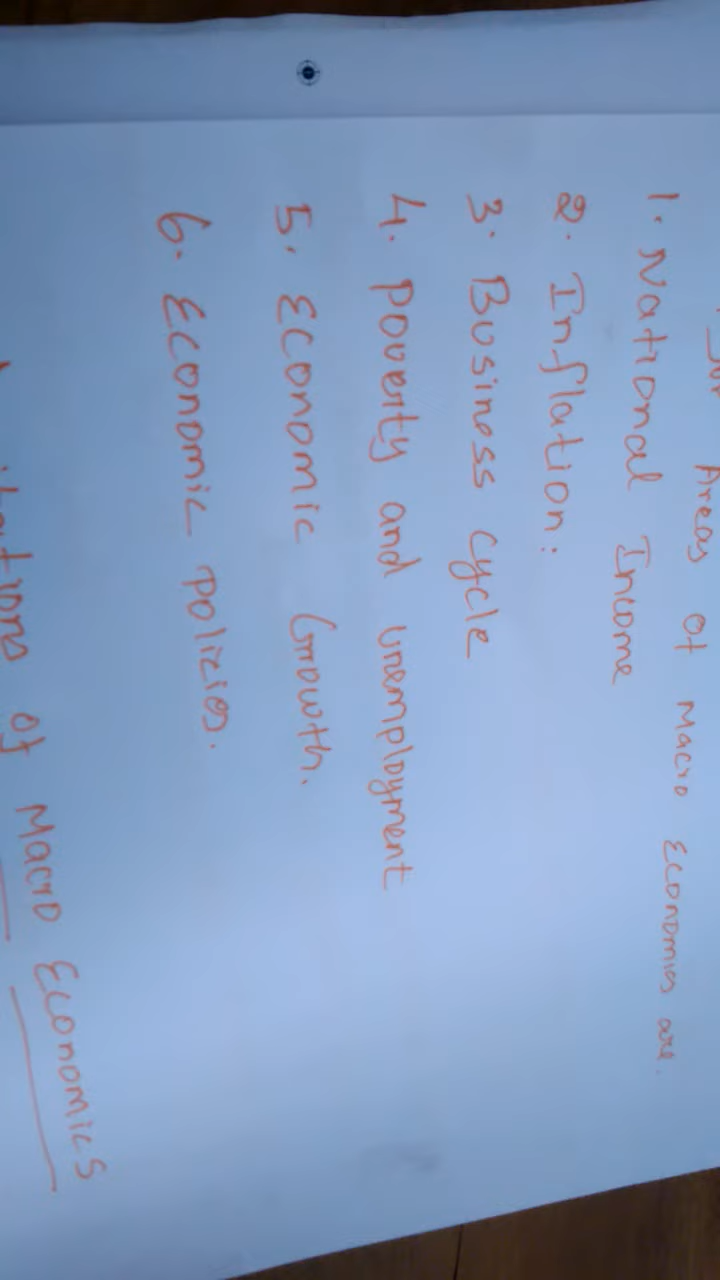 Areas of Macro Economies are.
1. National Income
2. Inflation:
3. Business cycle
4. Poverty and unemployment
5. Economic Growth.
6. Economic policies.
of Macro Economics